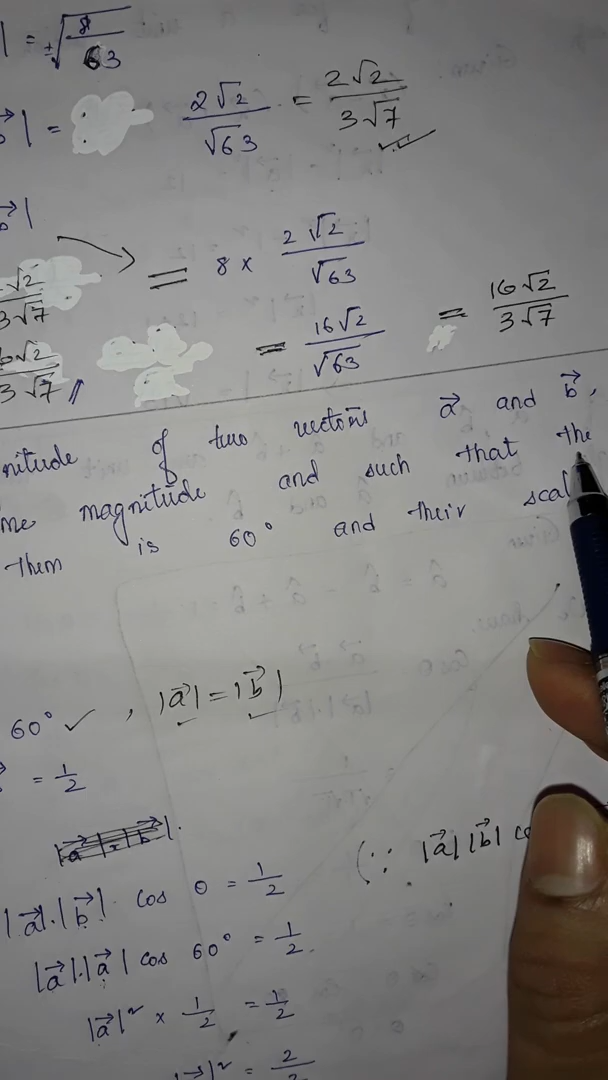 | = ±√8/63
b⃗| = 2√2/√63 = 2√2/3√7
b⃗|
√2/3√7 = 8 × 2√2/√63
6√2/3√7 = 16√2/√63 = 16√2/3√7
nitude of two vectors a⃗ and b⃗,
me magnitude and such that the
them is 60° and their scal
60° ✓, |a⃗| = |b⃗|
= 1/2
|a⃗|·|b⃗| cos θ = 1/2 (∵ |a⃗| |b⃗| co
|a⃗|·|a⃗| cos 60° = 1/2.
|a⃗|² × 1/2 = 1/2
|² = 2/